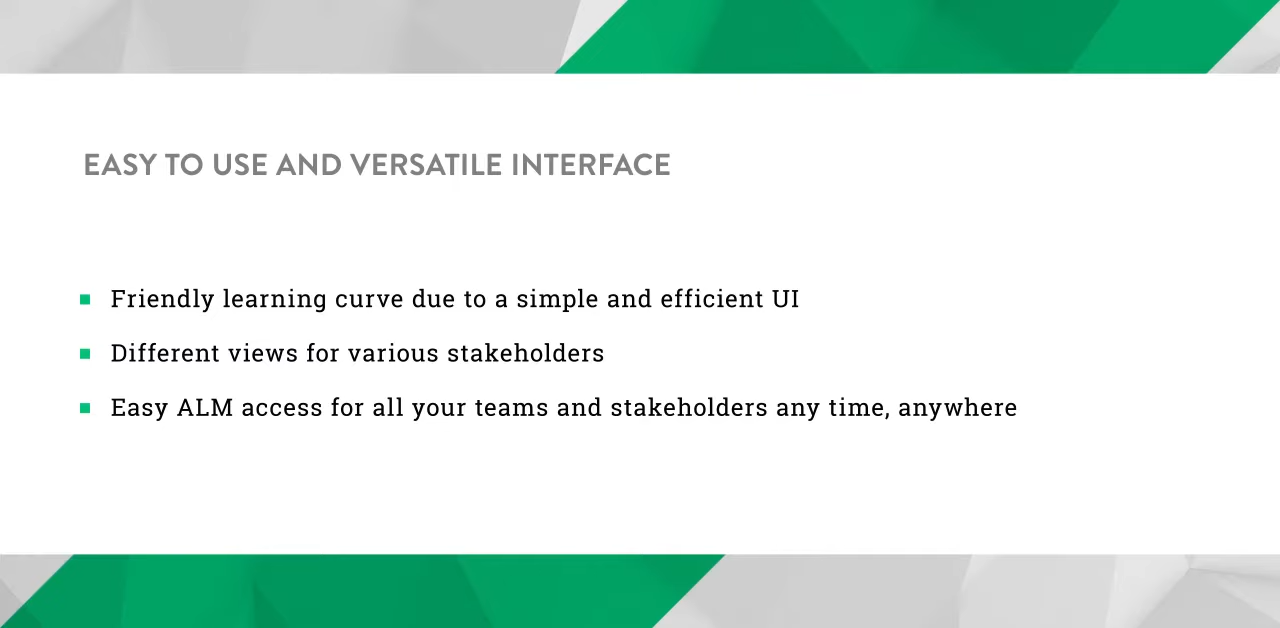 EASY TO USE AND VERSATILE INTERFACE
Friendly learning curve due to a simple and efficient UI
Different views for various stakeholders
Easy ALM access for all your teams and stakeholders any time, anywhere